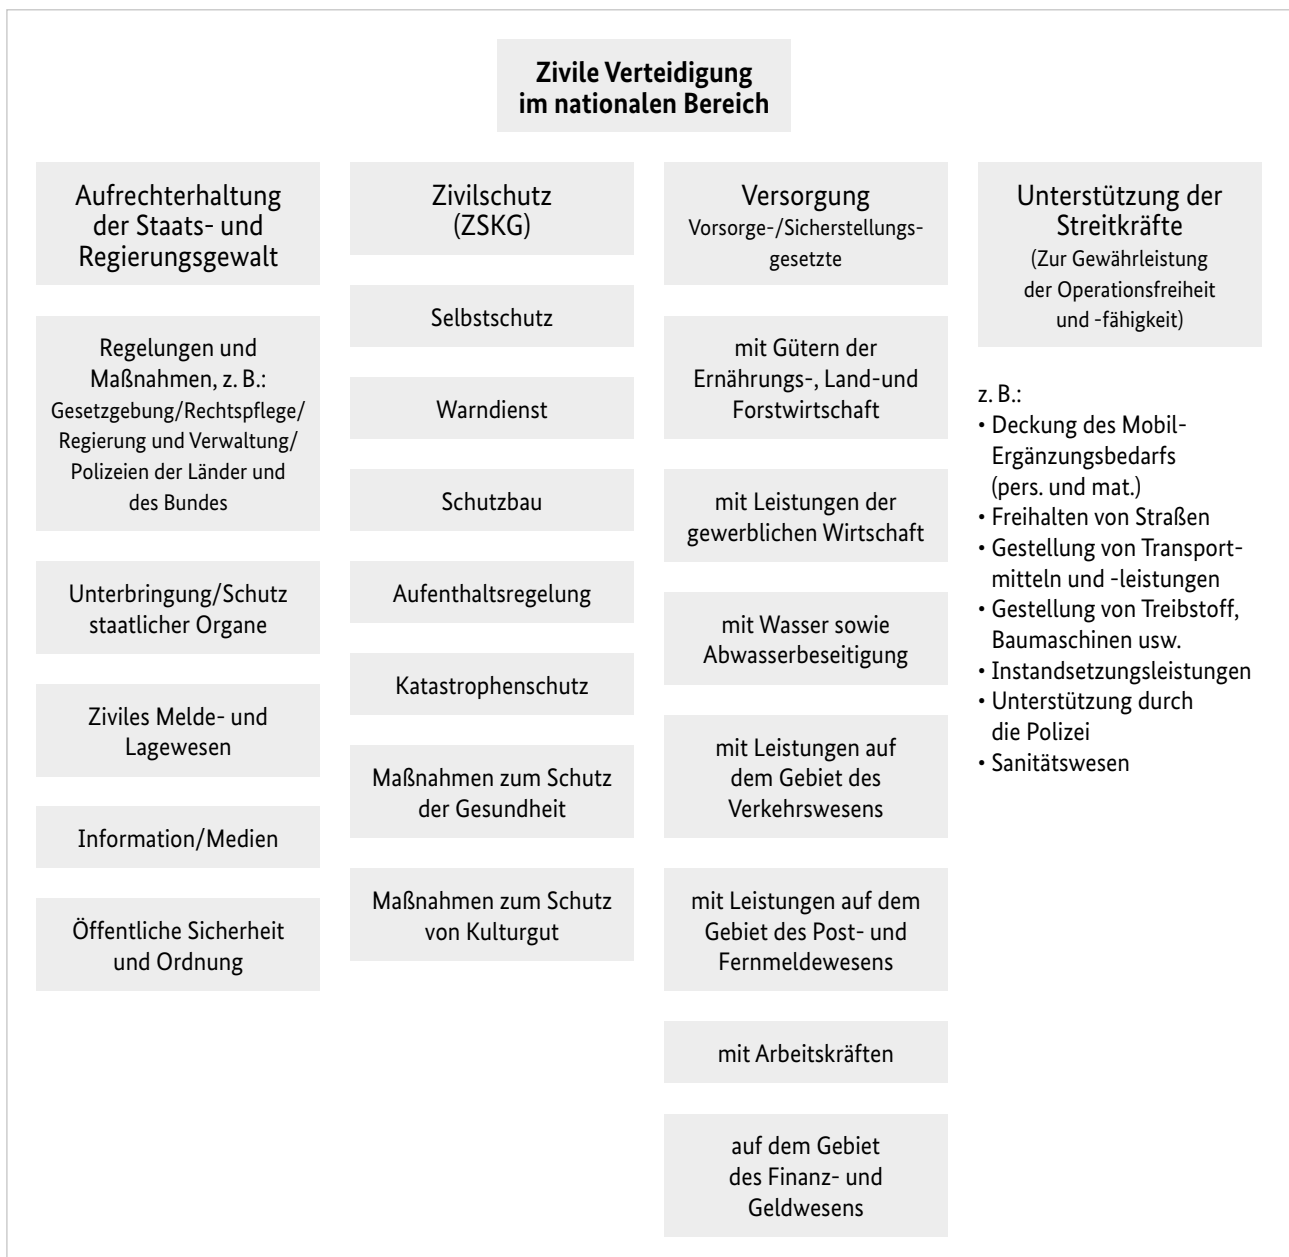 Zivile Verteidigung
im nationalen Bereich
Aufrechterhaltung
der Staats- und
Regierungsgewalt
Regelungen und
Maßnahmen, z. B.:
Gesetzgebung/Rechtspflege/
Regierung und Verwaltung/
Polizeien der Länder und
des Bundes
Unterbringung/Schutz
staatlicher Organe
Ziviles Melde- und
Lagewesen
Information/Medien
Öffentliche Sicherheit
und Ordnung
Zivilschutz
(ZSKG)
Selbstschutz
Warndienst
Schutzbau
Aufenthaltsregelung
Katastrophenschutz
Maßnahmen zum Schutz
der Gesundheit
Maßnahmen zum Schutz
von Kulturgut
Versorgung
Vorsorge-/Sicherstellungs-
gesetzte
mit Gütern der
Ernährungs-, Land-und
Forstwirtschaft
mit Leistungen der
gewerblichen Wirtschaft
mit Wasser sowie
Abwasserbeseitigung
mit Leistungen auf
dem Gebiet des
Verkehrswesens
mit Leistungen auf dem
Gebiet des Post- und
Fernmeldewesens
mit Arbeitskräften
auf dem Gebiet
des Finanz- und
Geldwesens
Unterstützung der
Streitkräfte
(Zur Gewährleistung
der Operationsfreiheit
und -fähigkeit)
z. B.:
• Deckung des Mobil-
Ergänzungsbedarfs
(pers. und mat.)
• Freihalten von Straßen
• Gestellung von Transport-
mitteln und -leistungen
• Gestellung von Treibstoff,
Baumaschinen usw.
• Instandsetzungsleistungen
• Unterstützung durch
die Polizei
• Sanitätswesen